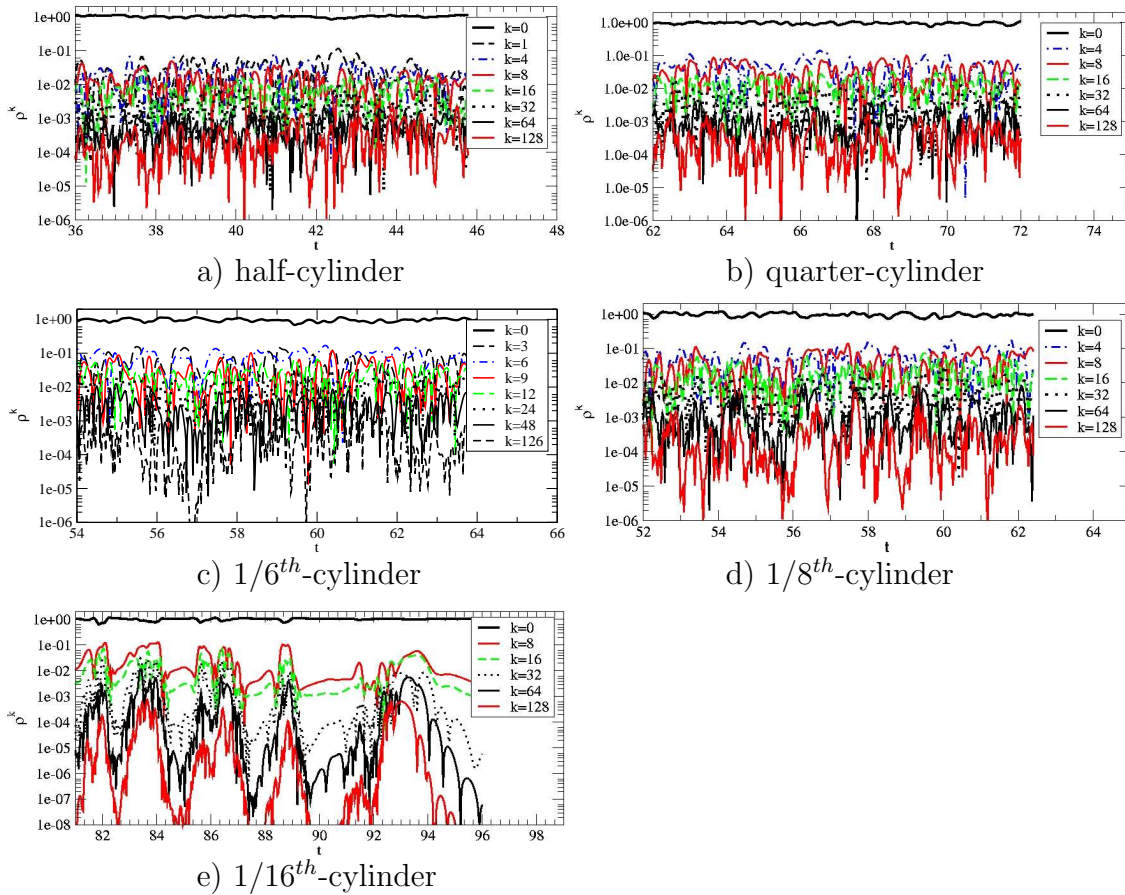 1e+00
1e-01
1e-02
1e-03
1e-04
1e-05
1e-06
ρ^k
36 38 40 42 44 46 48
t
k=0
k=1
k=4
k=8
k=16
k=32
k=64
k=128
a) half-cylinder
1.0e+00
1.0e-01
1.0e-02
1.0e-03
1.0e-04
1.0e-05
1.0e-06
ρ^k
62 64 66 68 70 72 74
t
k=0
k=4
k=8
k=16
k=32
k=64
k=128
b) quarter-cylinder
1e+00
1e-01
1e-02
1e-03
1e-04
1e-05
1e-06
ρ^k
54 56 58 60 62 64 66
t
k=0
k=3
k=6
k=9
k=12
k=24
k=48
k=126
c) 1/6^th-cylinder
1e+00
1e-01
1e-02
1e-03
1e-04
1e-05
1e-06
ρ^k
52 54 56 58 60 62 64
t
k=0
k=4
k=8
k=16
k=32
k=64
k=128
d) 1/8^th-cylinder
1e+00
1e-01
1e-02
1e-03
1e-04
1e-05
1e-06
1e-07
1e-08
ρ^k
82 84 86 88 90 92 94 96 98
t
k=0
k=8
k=16
k=32
k=64
k=128
e) 1/16^th-cylinder